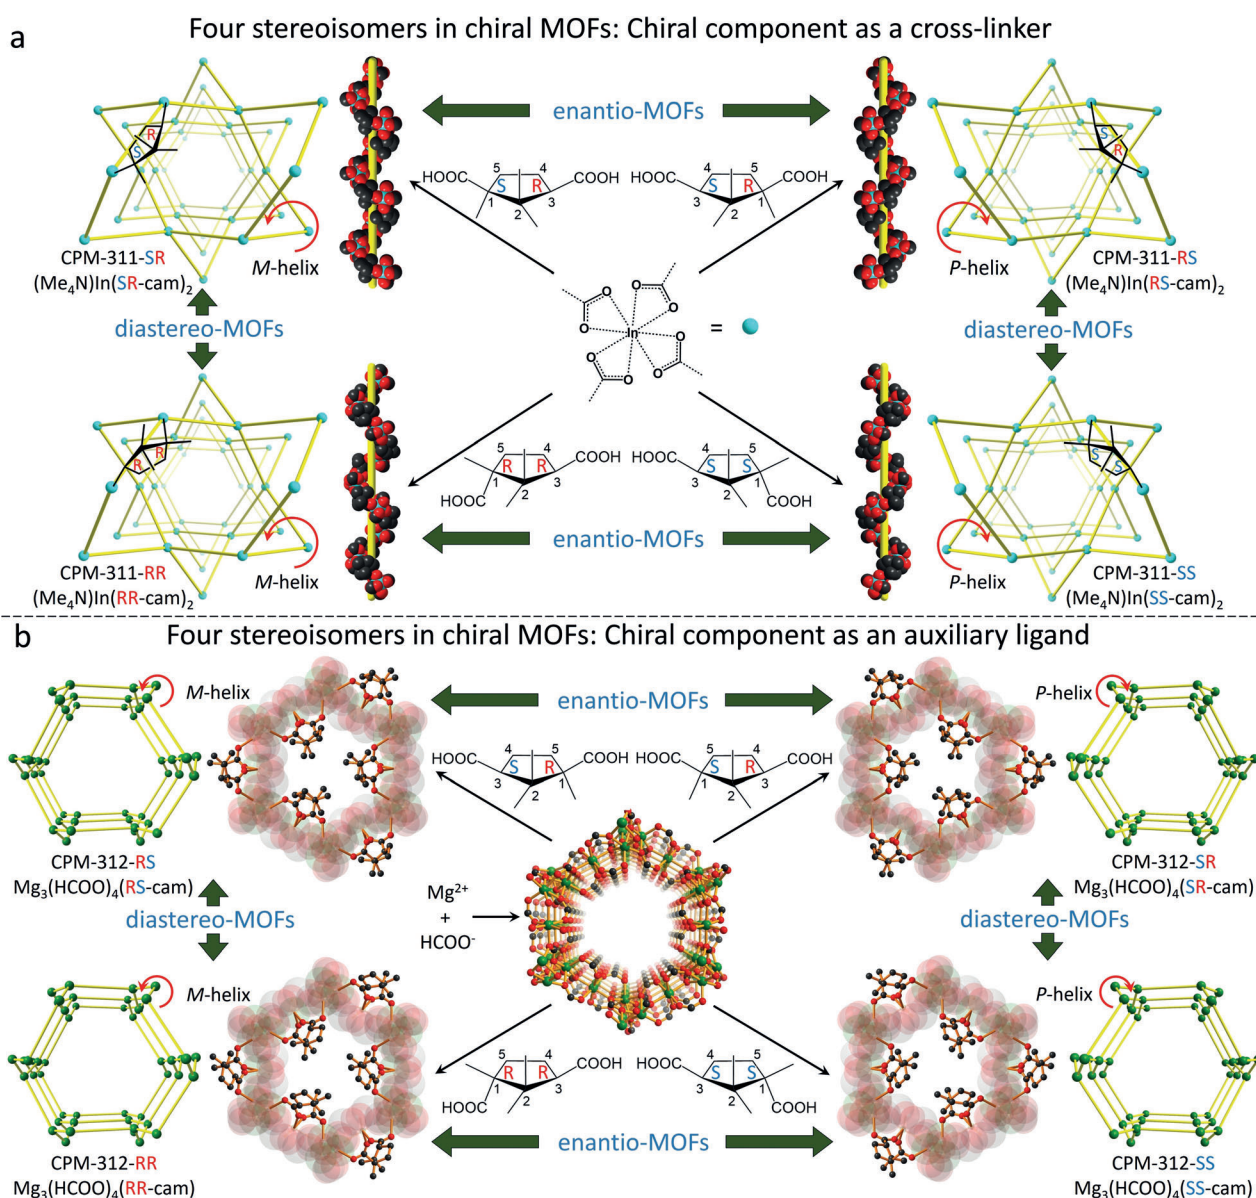 a
Four stereoisomers in chiral MOFs: Chiral component as a cross-linker
enantio-MOFs
R
S
S
R
5 4
HOOC S R COOH
1 2 3
4 5
HOOC S R COOH
3 2 1
CPM-311-SR
(Me₄N)In(SR-cam)₂
M-helix
P-helix
CPM-311-RS
(Me₄N)In(RS-cam)₂
diastereo-MOFs
O O O O
In
O O O O
=
diastereo-MOFs
R R
S S
5 4
R R COOH
1 2 3
HOOC
4 5
HOOC S S
3 2 1
COOH
enantio-MOFs
CPM-311-RR
(Me₄N)In(RR-cam)₂
M-helix
P-helix
CPM-311-SS
(Me₄N)In(SS-cam)₂
b
Four stereoisomers in chiral MOFs: Chiral component as an auxiliary ligand
M-helix
enantio-MOFs
P-helix
4 5
HOOC S R COOH
3 2 1
5 4
HOOC S R COOH
1 2 3
CPM-312-RS
Mg₃(HCOO)₄(RS-cam)
CPM-312-SR
Mg₃(HCOO)₄(SR-cam)
diastereo-MOFs
Mg²⁺
+
HCOO⁻
diastereo-MOFs
M-helix
P-helix
5 4
R R COOH
1 2 3
HOOC
4 5
HOOC S S
3 2 1
COOH
enantio-MOFs
CPM-312-RR
Mg₃(HCOO)₄(RR-cam)
CPM-312-SS
Mg₃(HCOO)₄(SS-cam)